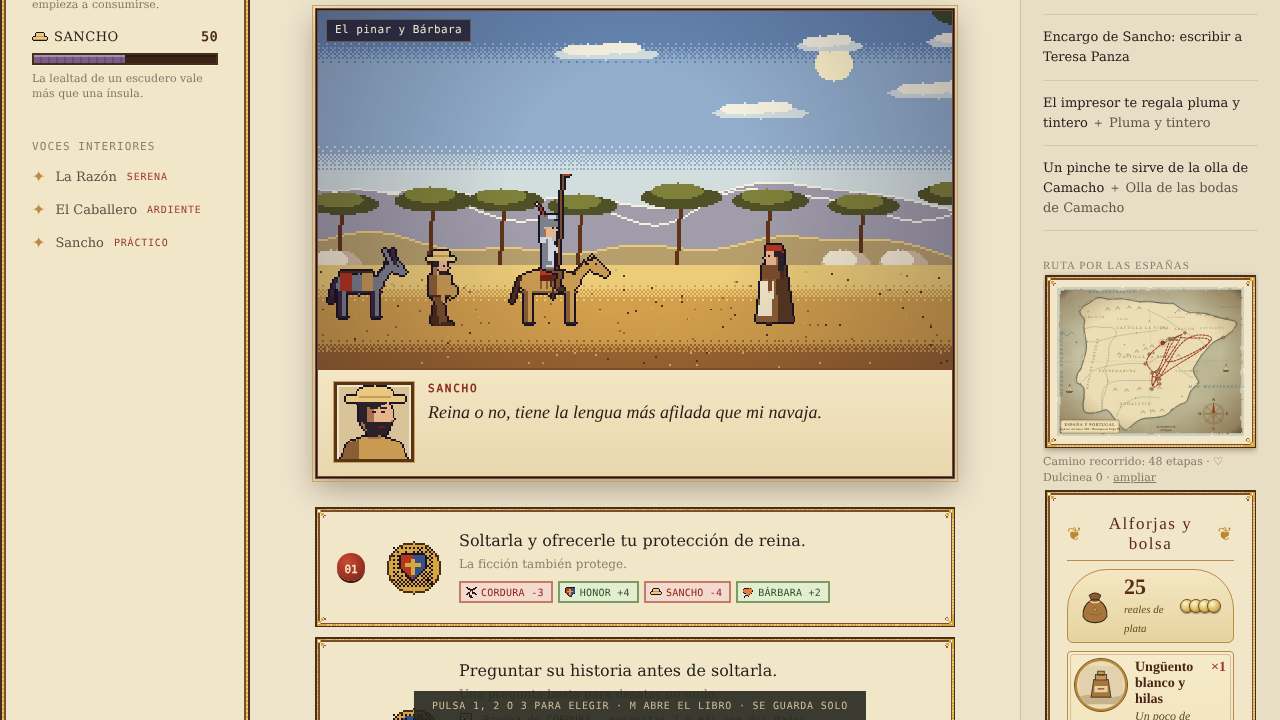 empieza a consumirse.
SANCHO 50
La lealtad de un escudero vale
más que una ínsula.
VOCES INTERIORES
La Razón SERENA
El Caballero ARDIENTE
Sancho PRÁCTICO
El pinar y Bárbara
SANCHO
Reina o no, tiene la lengua más afilada que mi navaja.
01
Soltarla y ofrecerle tu protección de reina.
La ficción también protege.
CORDURA -3 HONOR +4 SANCHO -4 BÁRBARA +2
Preguntar su historia antes de soltarla.
PULSA 1, 2 O 3 PARA ELEGIR · M ABRE EL LIBRO · SE GUARDA SOLO
Encargo de Sancho: escribir a
Teresa Panza
El impresor te regala pluma y
tintero + Pluma y tintero
Un pinche te sirve de la olla de
Camacho + Olla de las bodas
de Camacho
RUTA POR LAS ESPAÑAS
ESPAÑA Y PORTUGAL
Camino recorrido: 48 etapas · ♡
Dulcinea 0 · ampliar
Alforjas y
bolsa
25
reales de
plata
Ungüento ×1
blanco y
hilas
Un poco de